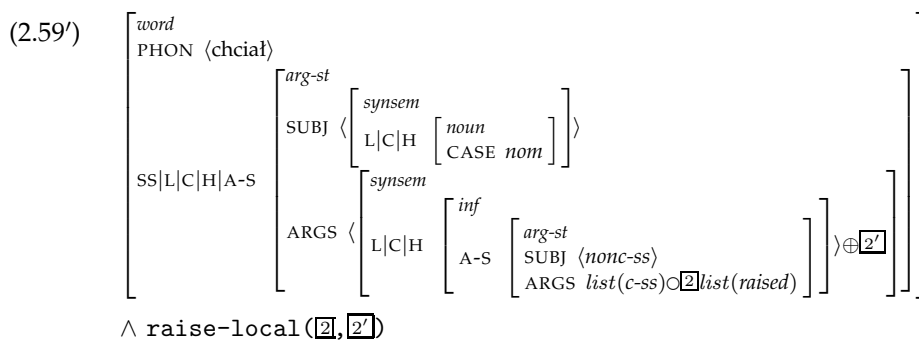 (2.59′)
word
PHON ⟨chciał⟩
SS|L|C|H|A-S
arg-st
SUBJ ⟨ synsem
L|C|H noun
CASE nom ⟩
ARGS ⟨ synsem
L|C|H inf
A-S arg-st
SUBJ ⟨nonc-ss⟩
ARGS list(c-ss)○2list(raised) ⟩⊕2′
∧ raise-local(2,2′)